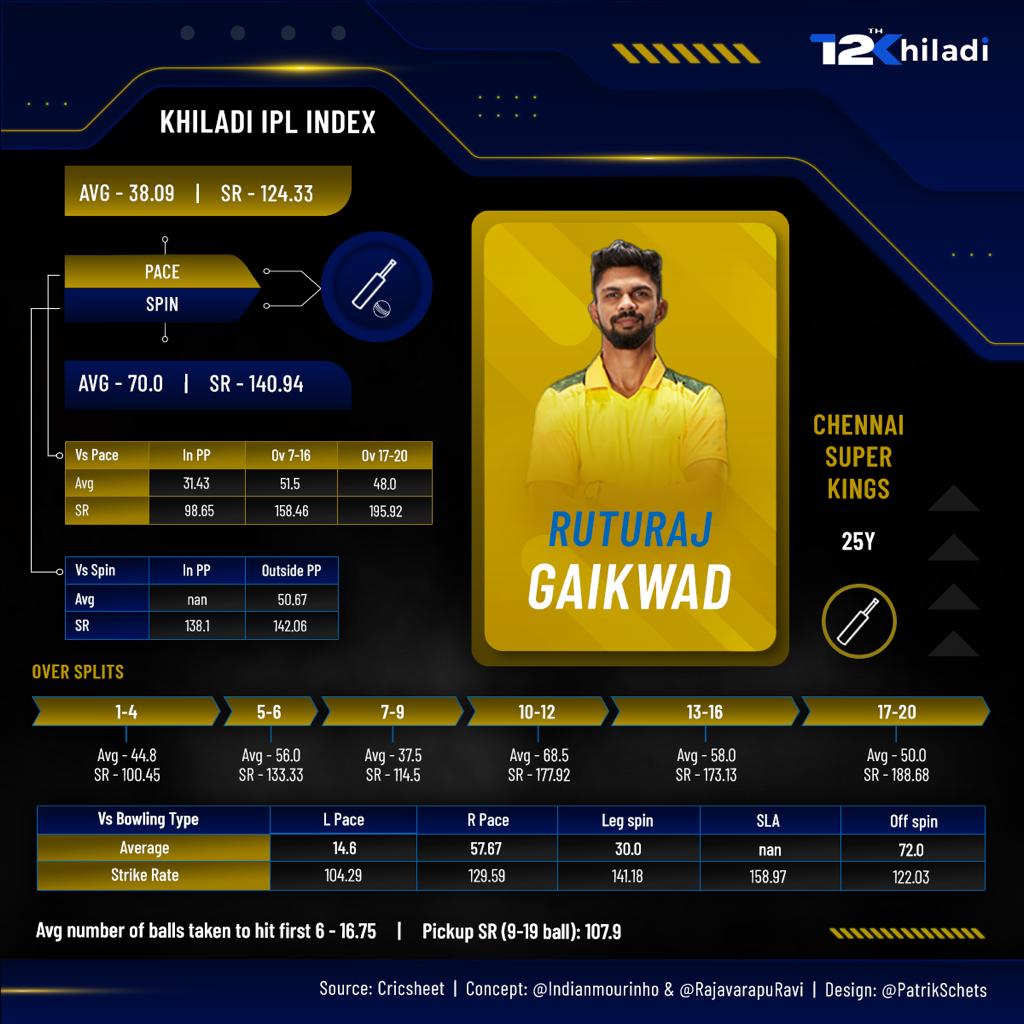 12THKhiladi
KHILADI IPL INDEX
AVG - 38.09 | SR - 124.33
PACE
SPIN
AVG - 70.0 | SR - 140.94
Vs Pace In PP Ov 7-16 Ov 17-20
Avg 31.43 51.5 48.0
SR 98.65 158.46 195.92
Vs Spin In PP Outside PP
Avg nan 50.67
SR 138.1 142.06
RUTURAJ
GAIKWAD
CHENNAI
SUPER
KINGS
25Y
OVER SPLITS
1-4 5-6 7-9 10-12 13-16 17-20
Avg - 44.8 Avg - 56.0 Avg - 37.5 Avg - 68.5 Avg - 58.0 Avg - 50.0
SR - 100.45 SR - 133.33 SR - 114.5 SR - 177.92 SR - 173.13 SR - 188.68
Vs Bowling Type L Pace R Pace Leg spin SLA Off spin
Average 14.6 57.67 30.0 nan 72.0
Strike Rate 104.29 129.59 141.18 158.97 122.03
Avg number of balls taken to hit first 6 - 16.75 | Pickup SR (9-19 ball): 107.9
Source: Cricsheet | Concept: @Indianmourinho & @RajavarapuRavi | Design: @PatrikSchets